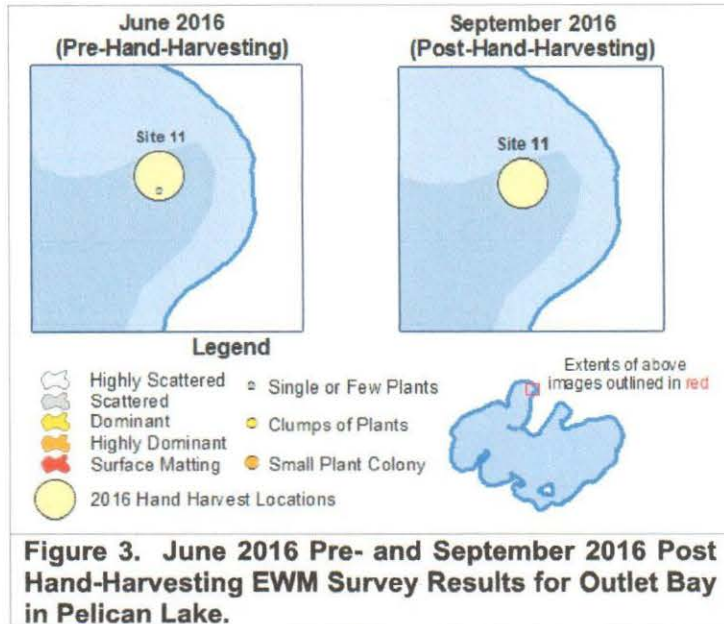 June 2016
(Pre-Hand-Harvesting)
September 2016
(Post-Hand-Harvesting)
Site 11
Site 11
Legend
Highly Scattered
Scattered
Dominant
Highly Dominant
Surface Matting
Single or Few Plants
Clumps of Plants
Small Plant Colony
2016 Hand Harvest Locations
Extents of above
images outlined in red
Figure 3. June 2016 Pre- and September 2016 Post
Hand-Harvesting EWM Survey Results for Outlet Bay
in Pelican Lake.